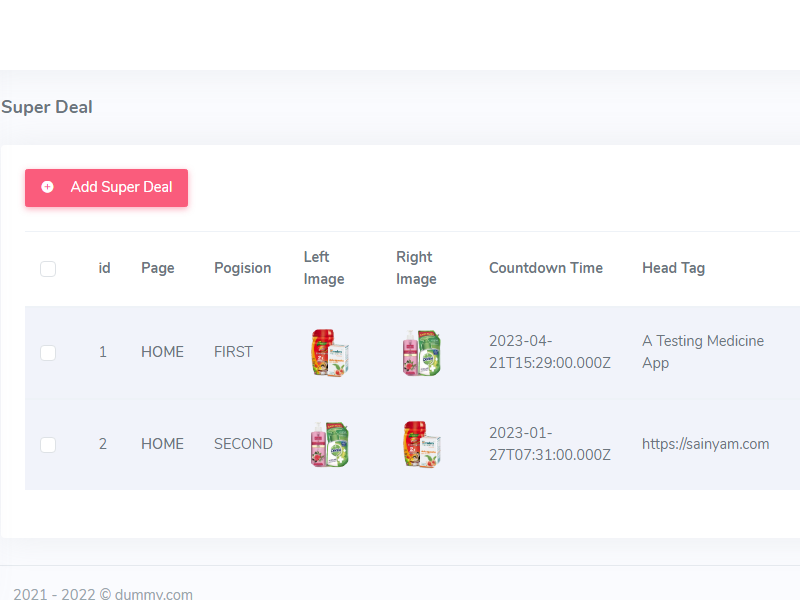 Super Deal
Add Super Deal
id Page Pogision Left Image Right Image Countdown Time Head Tag
1 HOME FIRST 2023-04-21T15:29:00.000Z A Testing Medicine App
2 HOME SECOND 2023-01-27T07:31:00.000Z https://sainyam.com
2021 - 2022 © dummy.com